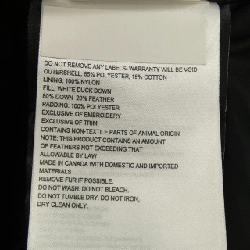 DO NOT REMOVE ANY LABELS, WARRANTY WILL BE VOID
OUTERSHELL: 85% POLYESTER, 15% COTTON
LINING: 100% NYLON
FILL: WHITE DUCK DOWN
80% DOWN 20% FEATHER
PADDING: 100% POLYESTER
EXCLUSIVE OF EMBROIDERY
EXCLUSIVE OF TRIM
CONTAINS NON-TEXTILE PARTS OF ANIMAL ORIGIN
NOTE: THIS PRODUCT CONTAINS AN AMOUNT
OF FEATHERS NOT EXCEEDING THAT
ALLOWABLE BY LAW
MADE IN CANADA WITH DOMESTIC AND IMPORTED
MATERIALS
REMOVE FUR IF POSSIBLE.
DO NOT WASH. DO NOT BLEACH.
DO NOT TUMBLE DRY. DO NOT IRON.
DRY CLEAN ONLY.